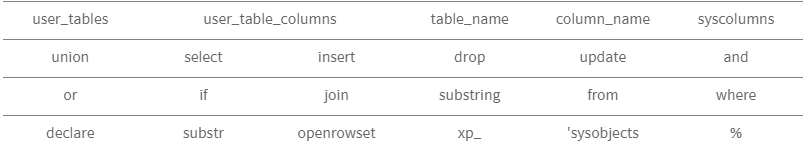 user_tables user_table_columns table_name column_name syscolumns
union select insert drop update and
or if join substring from where
declare substr openrowset xp_ 'sysobjects %